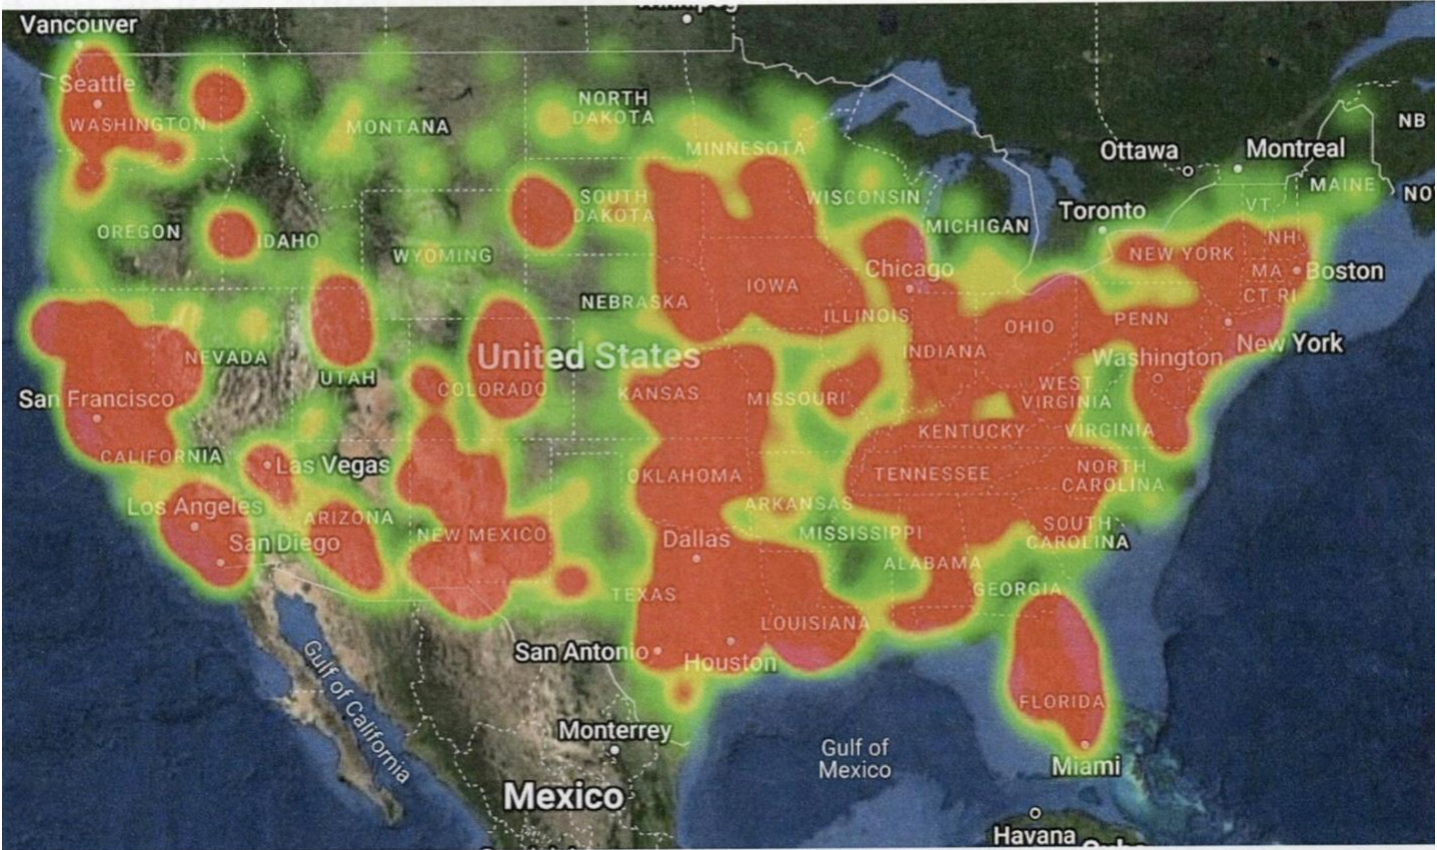 Vancouver
Winnipeg
Seattle
WASHINGTON
MONTANA
NORTH
DAKOTA
MINNESOTA
Ottawa
Montreal
NB
MAINE
NO
VT
OREGON
IDAHO
WYOMING
SOUTH
DAKOTA
WISCONSIN
MICHIGAN
Toronto
NEW YORK
NH
MA
Boston
CT RI
NEBRASKA
IOWA
Chicago
ILLINOIS
INDIANA
OHIO
PENN
New York
NEVADA
UTAH
United States
COLORADO
KANSAS
MISSOURI
Washington
WEST
VIRGINIA
VIRGINIA
KENTUCKY
San Francisco
CALIFORNIA
Las Vegas
OKLAHOMA
TENNESSEE
NORTH
CAROLINA
Los Angeles
ARIZONA
NEW MEXICO
ARKANSAS
MISSISSIPPI
SOUTH
CAROLINA
San Diego
Dallas
ALABAMA
GEORGIA
TEXAS
LOUISIANA
San Antonio
Houston
FLORIDA
Gulf of California
Monterrey
Gulf of
Mexico
Miami
Mexico
Havana
Cuba